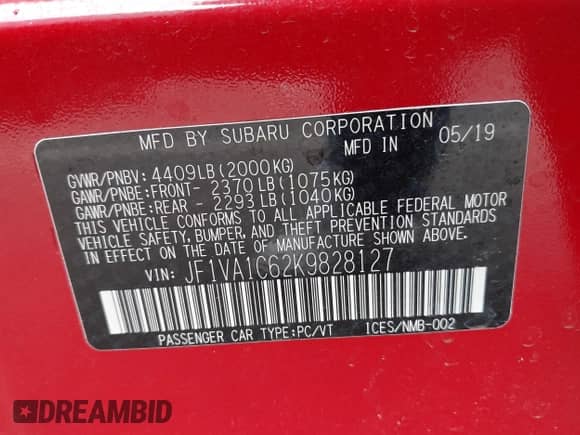 MFD BY SUBARU CORPORATION
MFD IN 05/19
GVWR/PNBV: 4409LB(2000KG)
GAWR/PNBE:FRONT- 2370LB(1075KG)
GAWR/PNBE:REAR - 2293LB(1040KG)
THIS VEHICLE CONFORMS TO ALL APPLICABLE FEDERAL MOTOR
VEHICLE SAFETY, BUMPER, AND THEFT PREVENTION STANDARDS
IN EFFECT ON THE DATE OF MANUFACTURE SHOWN ABOVE.
VIN: JF1VA1C62K9828127
PASSENGER CAR TYPE:PC/VT ICES/NMB-002
DREAMBID